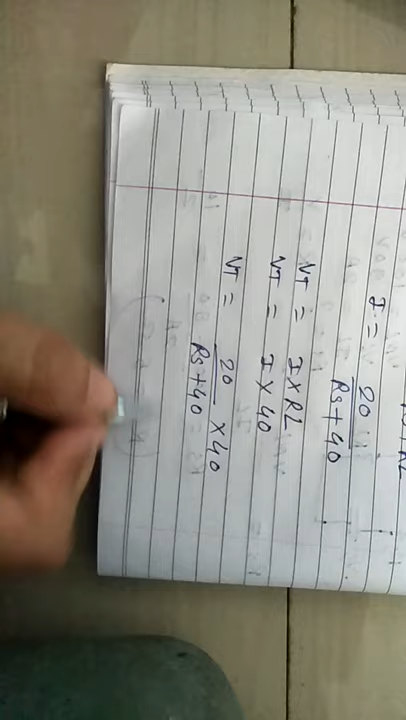 I = 20
Rs + 40
VT = I × RL
VT = I × 40
VT = 20 × 40
Rs + 40